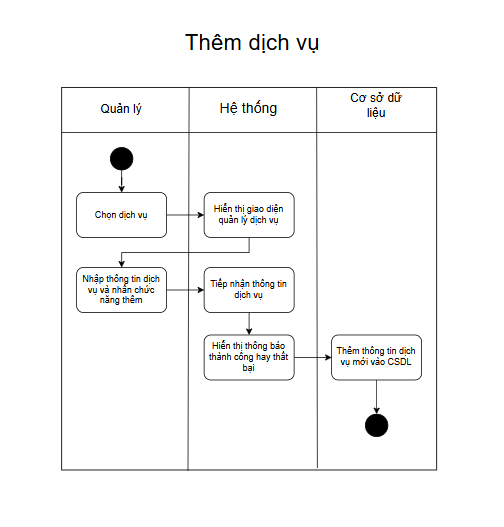 Thêm dịch vụ
Quản lý
Hệ thống
Cơ sở dữ
liệu
Chọn dịch vụ
Hiển thị giao diện
quản lý dịch vụ
Nhập thông tin dịch
vụ và nhấn chức
năng thêm
Tiếp nhận thông tin
dịch vụ
Hiển thị thông báo
thành công hay thất
bại
Thêm thông tin dịch
vụ mới vào CSDL